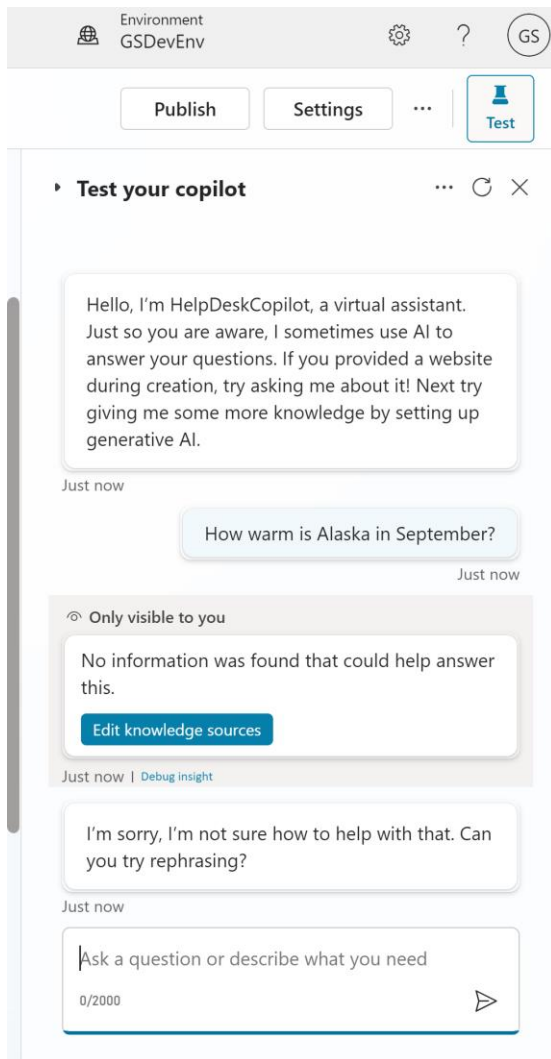 Environment
GSDevEnv
?
GS
Publish
Settings
...
Test
Test your copilot
...
Hello, I'm HelpDeskCopilot, a virtual assistant.
Just so you are aware, I sometimes use AI to
answer your questions. If you provided a website
during creation, try asking me about it! Next try
giving me some more knowledge by setting up
generative AI.
Just now
How warm is Alaska in September?
Just now
Only visible to you
No information was found that could help answer
this.
Edit knowledge sources
Just now | Debug insight
I'm sorry, I'm not sure how to help with that. Can
you try rephrasing?
Just now
Ask a question or describe what you need
0/2000